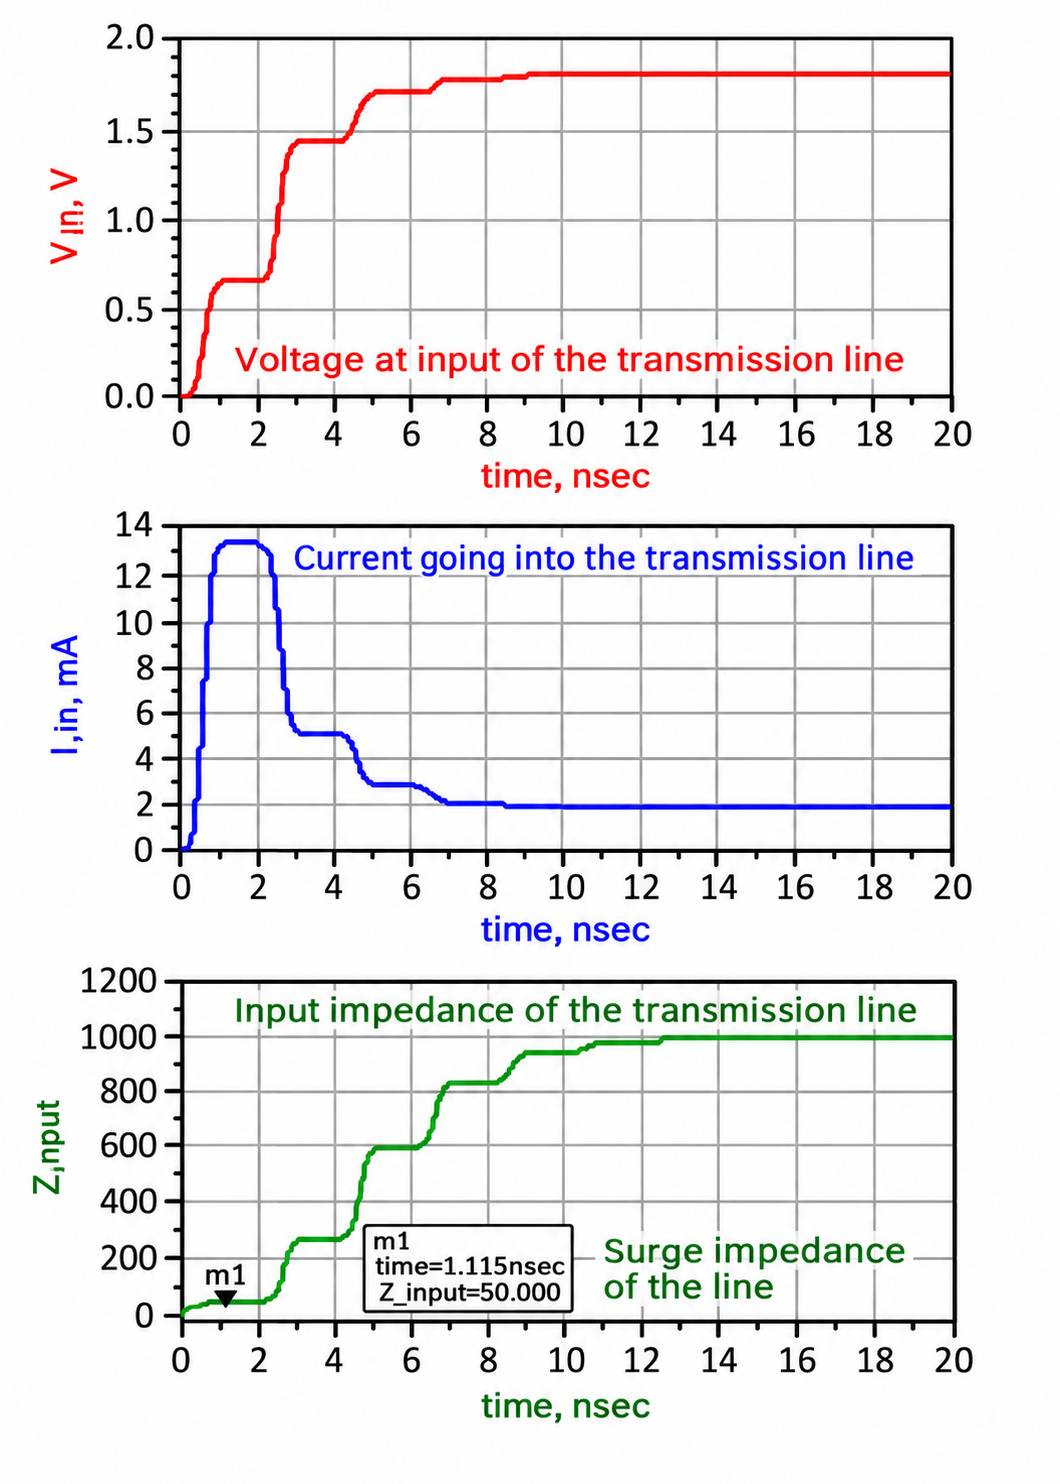 2.0
1.5
1.0
0.5
0.0
V In, V
Voltage at input of the transmission line
0 2 4 6 8 10 12 14 16 18 20
time, nsec
14
12
10
8
6
4
2
0
I,in, mA
Current going into the transmission line
0 2 4 6 8 10 12 14 16 18 20
time, nsec
1200
1000
800
600
400
200
0
Z,nput
Input impedance of the transmission line
m1
m1
time=1.115nsec
Z_input=50.000
Surge impedance
of the line
0 2 4 6 8 10 12 14 16 18 20
time, nsec